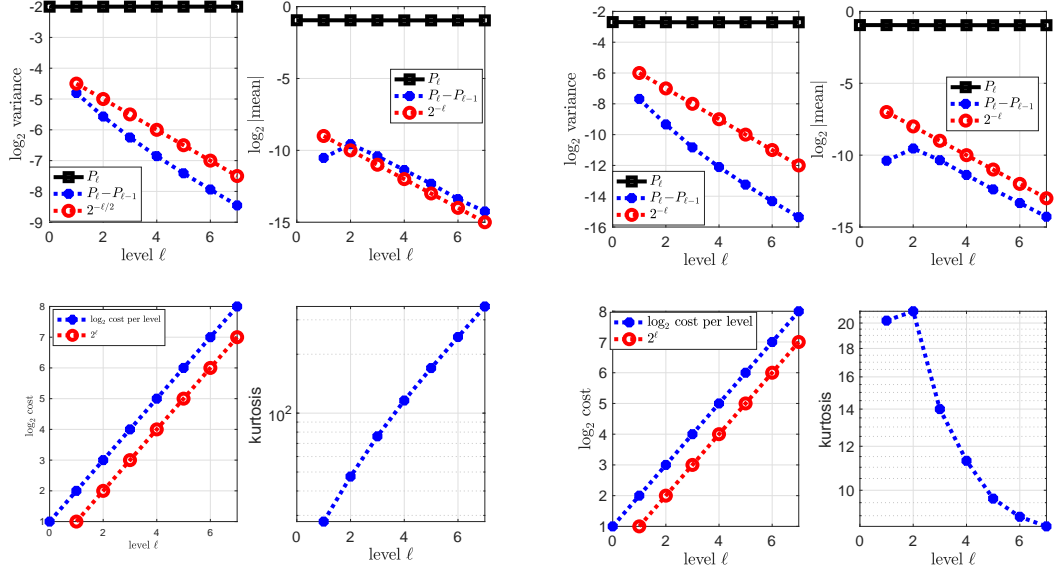 log₂ variance
-2
-3
-4
-5
-6
-7
-8
-9
0 2 4 6
level ℓ
P_ℓ
P_ℓ−P_{ℓ−1}
2^{-ℓ/2}
log₂ |mean|
0
-5
-10
-15
0 2 4 6
level ℓ
P_ℓ
P_ℓ−P_{ℓ−1}
2^{-ℓ}
log₂ variance
-2
-4
-6
-8
-10
-12
-14
-16
0 2 4 6
level ℓ
P_ℓ
P_ℓ−P_{ℓ−1}
2^{-ℓ}
log₂ |mean|
0
-5
-10
-15
0 2 4 6
level ℓ
P_ℓ
P_ℓ−P_{ℓ−1}
2^{-ℓ}
log₂ cost
8
7
6
5
4
3
2
1
0 2 4 6
level ℓ
log₂ cost per level
2^ℓ
kurtosis
10²
0 2 4 6
level ℓ
log₂ cost
8
7
6
5
4
3
2
1
0 2 4 6
level ℓ
log₂ cost per level
2^ℓ
kurtosis
20
18
16
14
12
10
0 2 4 6
level ℓ